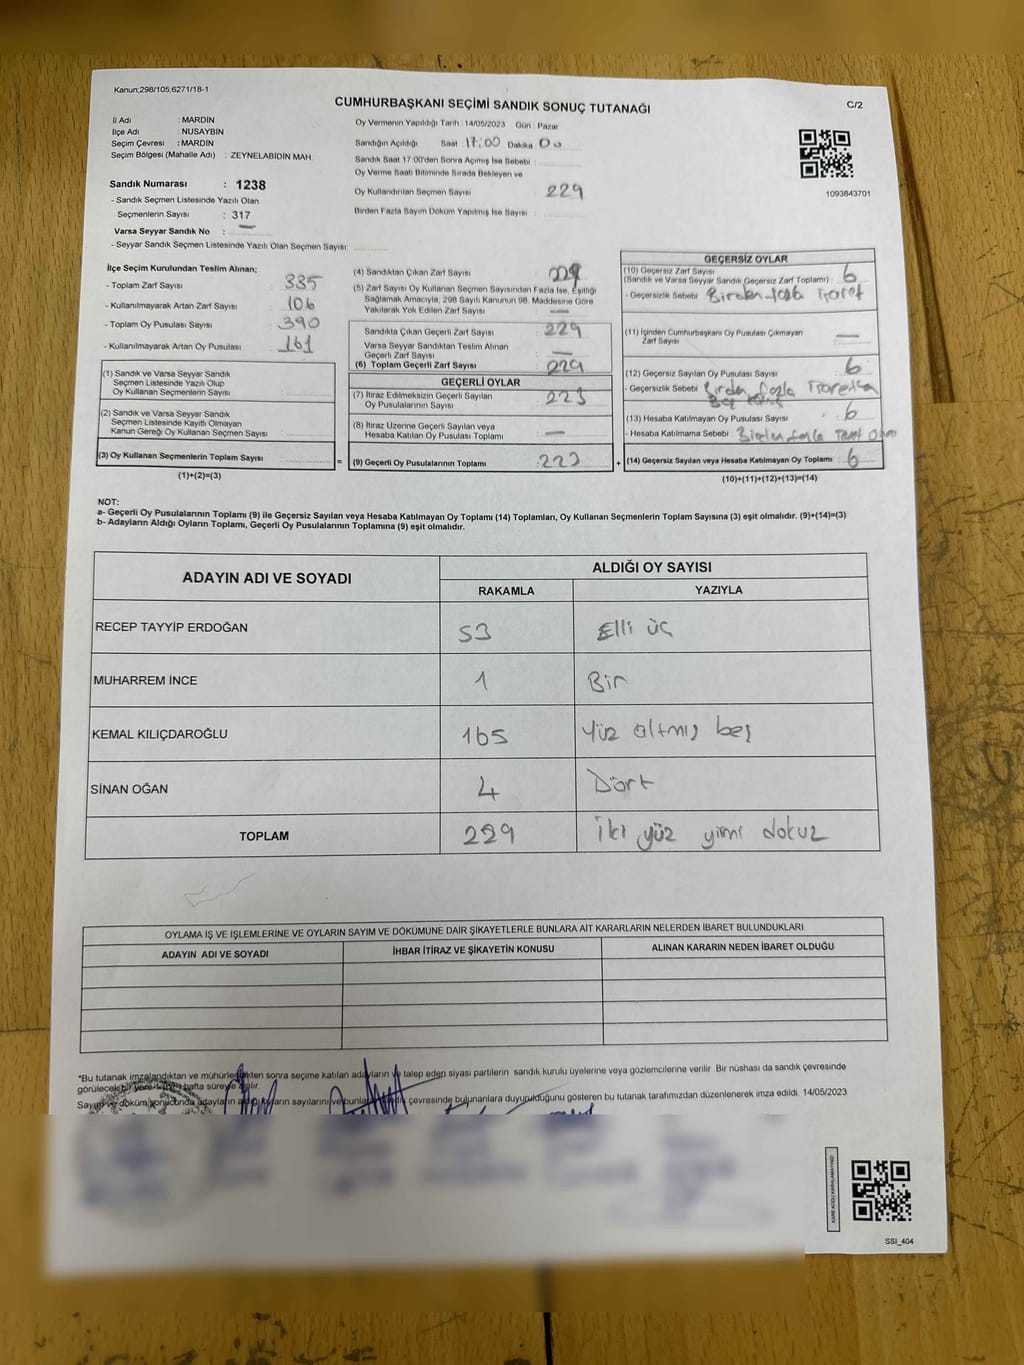 Kanun;298/105;6271/18-1
CUMHURBAŞKANI SEÇİMİ SANDIK SONUÇ TUTANAĞI
C/2
İl Adı : MARDİN
İlçe Adı : NUSAYBİN
Seçim Çevresi : MARDİN
Seçim Bölgesi (Mahalle Adı) : ZEYNELABİDİN MAH
Sandık Numarası : 1238
- Sandık Seçmen Listesinde Yazılı Olan
Seçmenlerin Sayısı : 317
Varsa Seyyar Sandık No : —
- Seyyar Sandık Seçmen Listesinde Yazılı Olan Seçmen Sayısı:
Oy Vermenin Yapıldığı Tarih : 14/05/2023 Gün : Pazar
Sandığın Açıldığı Saat : 17:00 Dakika : 00
Sandık Saat 17:00'den Sonra Açılmış İse Sebebi :
Oy Verme Saati Bitiminde Sırada Bekleyen ve
Oy Kullandırılan Seçmen Sayısı 229
Birden Fazla Sayım Döküm Yapılmış İse Sayısı :
1093843701
İlçe Seçim Kurulundan Teslim Alınan;
- Toplam Zarf Sayısı : 335
- Kullanılmayarak Artan Zarf Sayısı : 106
- Toplam Oy Pusulası Sayısı : 390
- Kullanılmayarak Artan Oy Pusulası : 161
(1) Sandık ve Varsa Seyyar Sandık
Seçmen Listesinde Yazılı Olup
Oy Kullanan Seçmenlerin Sayısı :
(2) Sandık ve Varsa Seyyar Sandık
Seçmen Listesinde Kayıtlı Olmayan
Kanun Gereği Oy Kullanan Seçmen Sayısı :
(3) Oy Kullanan Seçmenlerin Toplam Sayısı :
(1)+(2)=(3)
(4) Sandıktan Çıkan Zarf Sayısı : 229
(5) Zarf Sayısı Oy Kullanan Seçmen Sayısından Fazla İse, Eşitliği
Sağlamak Amacıyla, 298 Sayılı Kanunun 98. Maddesine Göre
Yakılarak Yok Edilen Zarf Sayısı : —
Sandıkta Çıkan Geçerli Zarf Sayısı : 229
Varsa Seyyar Sandıktan Teslim Alınan
Geçerli Zarf Sayısı : —
(6) Toplam Geçerli Zarf Sayısı : 229
GEÇERLİ OYLAR
(7) İtiraz Edilmeksizin Geçerli Sayılan
Oy Pusulalarının Sayısı : 223
(8) İtiraz Üzerine Geçerli Sayılan veya
Hesaba Katılan Oy Pusulası Toplamı : —
= (9) Geçerli Oy Pusulalarının Toplamı : 223
GEÇERSİZ OYLAR
(10) Geçersiz Zarf Sayısı
(Sandık ve Varsa Seyyar Sandık Geçersiz Zarf Toplamı) : 6
- Geçersizlik Sebebi : Birden fazla
(11) İçinden Cumhurbaşkanı Oy Pusulası Çıkmayan
Zarf Sayısı : —
(12) Geçersiz Sayılan Oy Pusulası Sayısı : 6
- Geçersizlik Sebebi : fazla
(13) Hesaba Katılmayan Oy Pusulası Sayısı : 6
- Hesaba Katılmama Sebebi :
+ (14) Geçersiz Sayılan veya Hesaba Katılmayan Oy Toplamı : 6
(10)+(11)+(12)+(13)=(14)
NOT:
a- Geçerli Oy Pusulalarının Toplamı (9) ile Geçersiz Sayılan veya Hesaba Katılmayan Oy Toplamı (14) Toplamları, Oy Kullanan Seçmenlerin Toplam Sayısına (3) eşit olmalıdır. (9)+(14)=(3)
b- Adayların Aldığı Oyların Toplamı, Geçerli Oy Pusulalarının Toplamına (9) eşit olmalıdır.
ADAYIN ADI VE SOYADI
ALDIĞI OY SAYISI
RAKAMLA YAZIYLA
RECEP TAYYİP ERDOĞAN 53 Elli üç
MUHARREM İNCE 1 Bir
KEMAL KILIÇDAROĞLU 165 Yüz altmış beş
SİNAN OĞAN 4 Dört
TOPLAM 229 İki yüz yirmi dokuz
OYLAMA İŞ VE İŞLEMLERİNE VE OYLARIN SAYIM VE DÖKÜMÜNE DAİR ŞİKAYETLERLE BUNLARA AİT KARARLARIN NELERDEN İBARET BULUNDUKLARI
ADAYIN ADI VE SOYADI İHBAR İTİRAZ VE ŞİKAYETİN KONUSU ALINAN KARARIN NEDEN İBARET OLDUĞU
*Bu tutanak imzalandıktan ve mühürlendikten sonra seçime katılan adayların ve talep eden siyasi partilerin sandık kurulu üyelerine veya gözlemcilerine verilir. Bir nüshası da sandık çevresinde
görülecek bir yere hafta süreyle asılır.
Sayım ve döküm sonucunda adayların aldığı oyların sayılarını ve bunların sandık çevresinde bulunanlara duyurulduğunu gösteren bu tutanak tarafımızdan düzenlenerek imza edildi. 14/05/2023
KARE KODU KARALAMAYINIZ!
SSİ_404